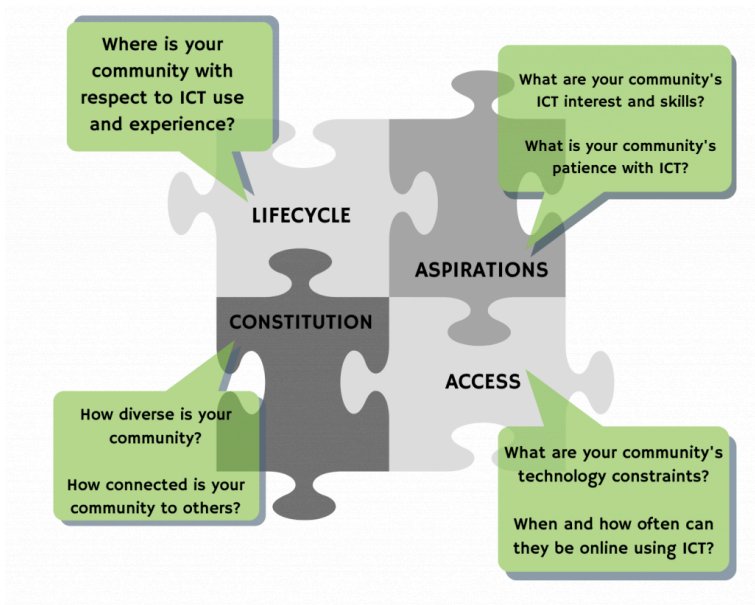 Where is your
community with
respect to ICT use
and experience?
What are your community's
ICT interest and skills?
What is your community's
patience with ICT?
LIFECYCLE
ASPIRATIONS
CONSTITUTION
ACCESS
How diverse is your
community?
How connected is your
community to others?
What are your community's
technology constraints?
When and how often can
they be online using ICT?